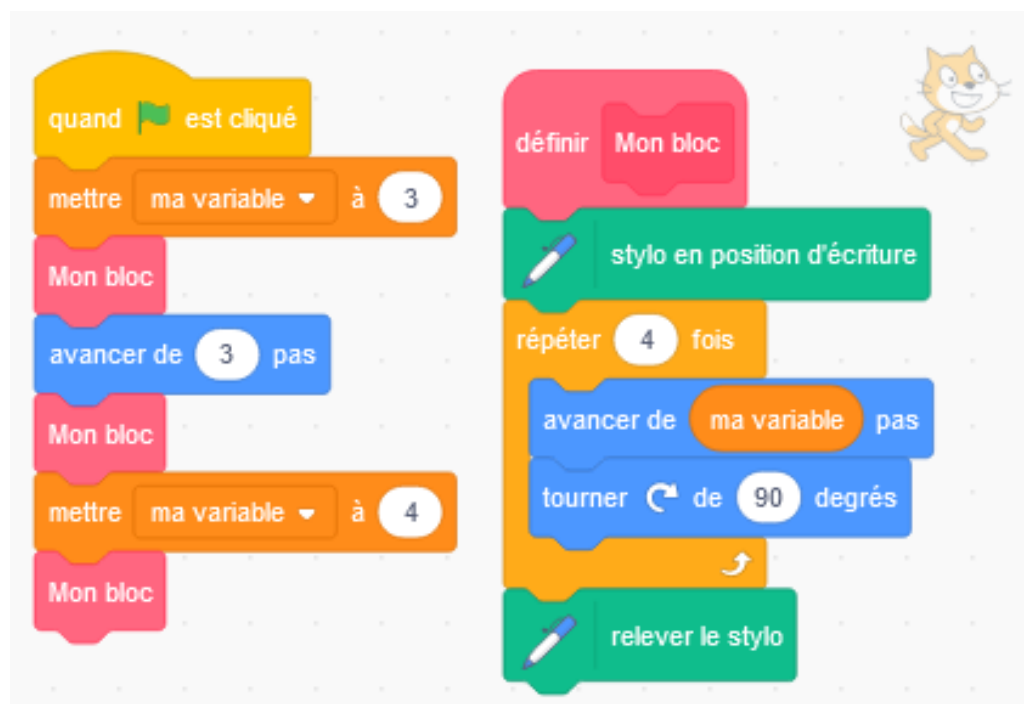 quand est cliqué
mettre ma variable à 3
Mon bloc
avancer de 3 pas
Mon bloc
mettre ma variable à 4
Mon bloc
définir Mon bloc
stylo en position d'écriture
répéter 4 fois
avancer de ma variable pas
tourner de 90 degrés
relever le stylo